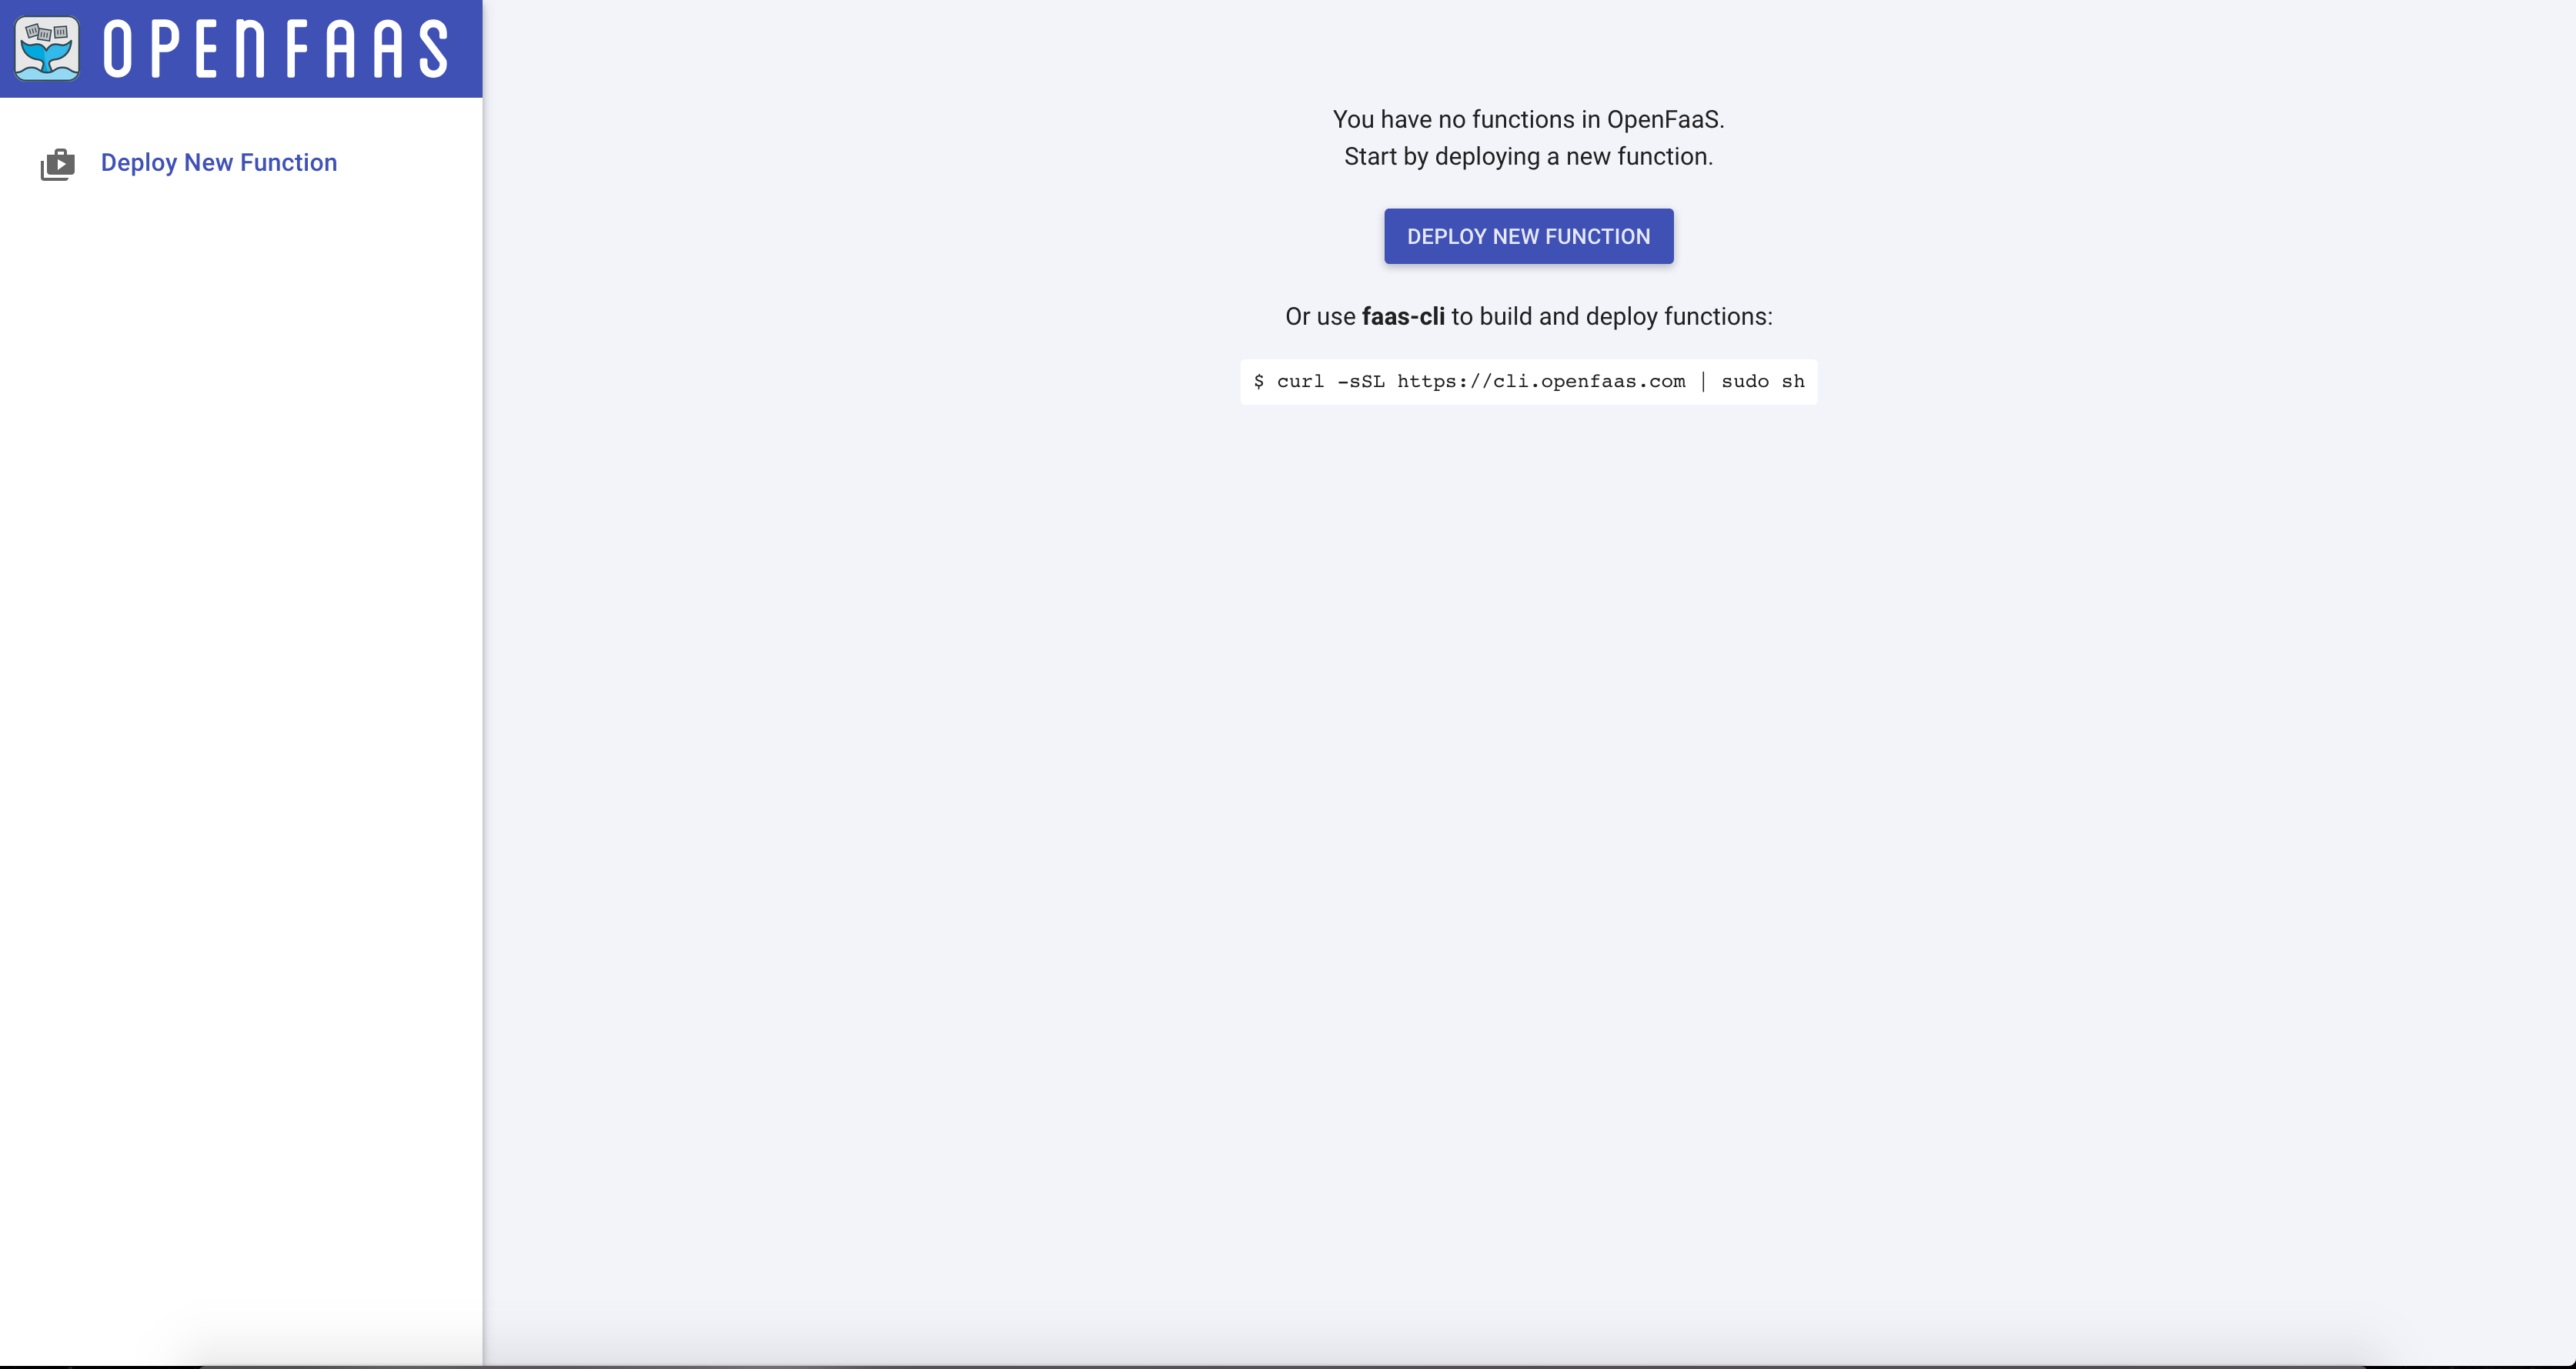 OPENFAAS
Deploy New Function
You have no functions in OpenFaaS.
Start by deploying a new function.
DEPLOY NEW FUNCTION
Or use faas-cli to build and deploy functions:
$ curl -sSL https://cli.openfaas.com | sudo sh